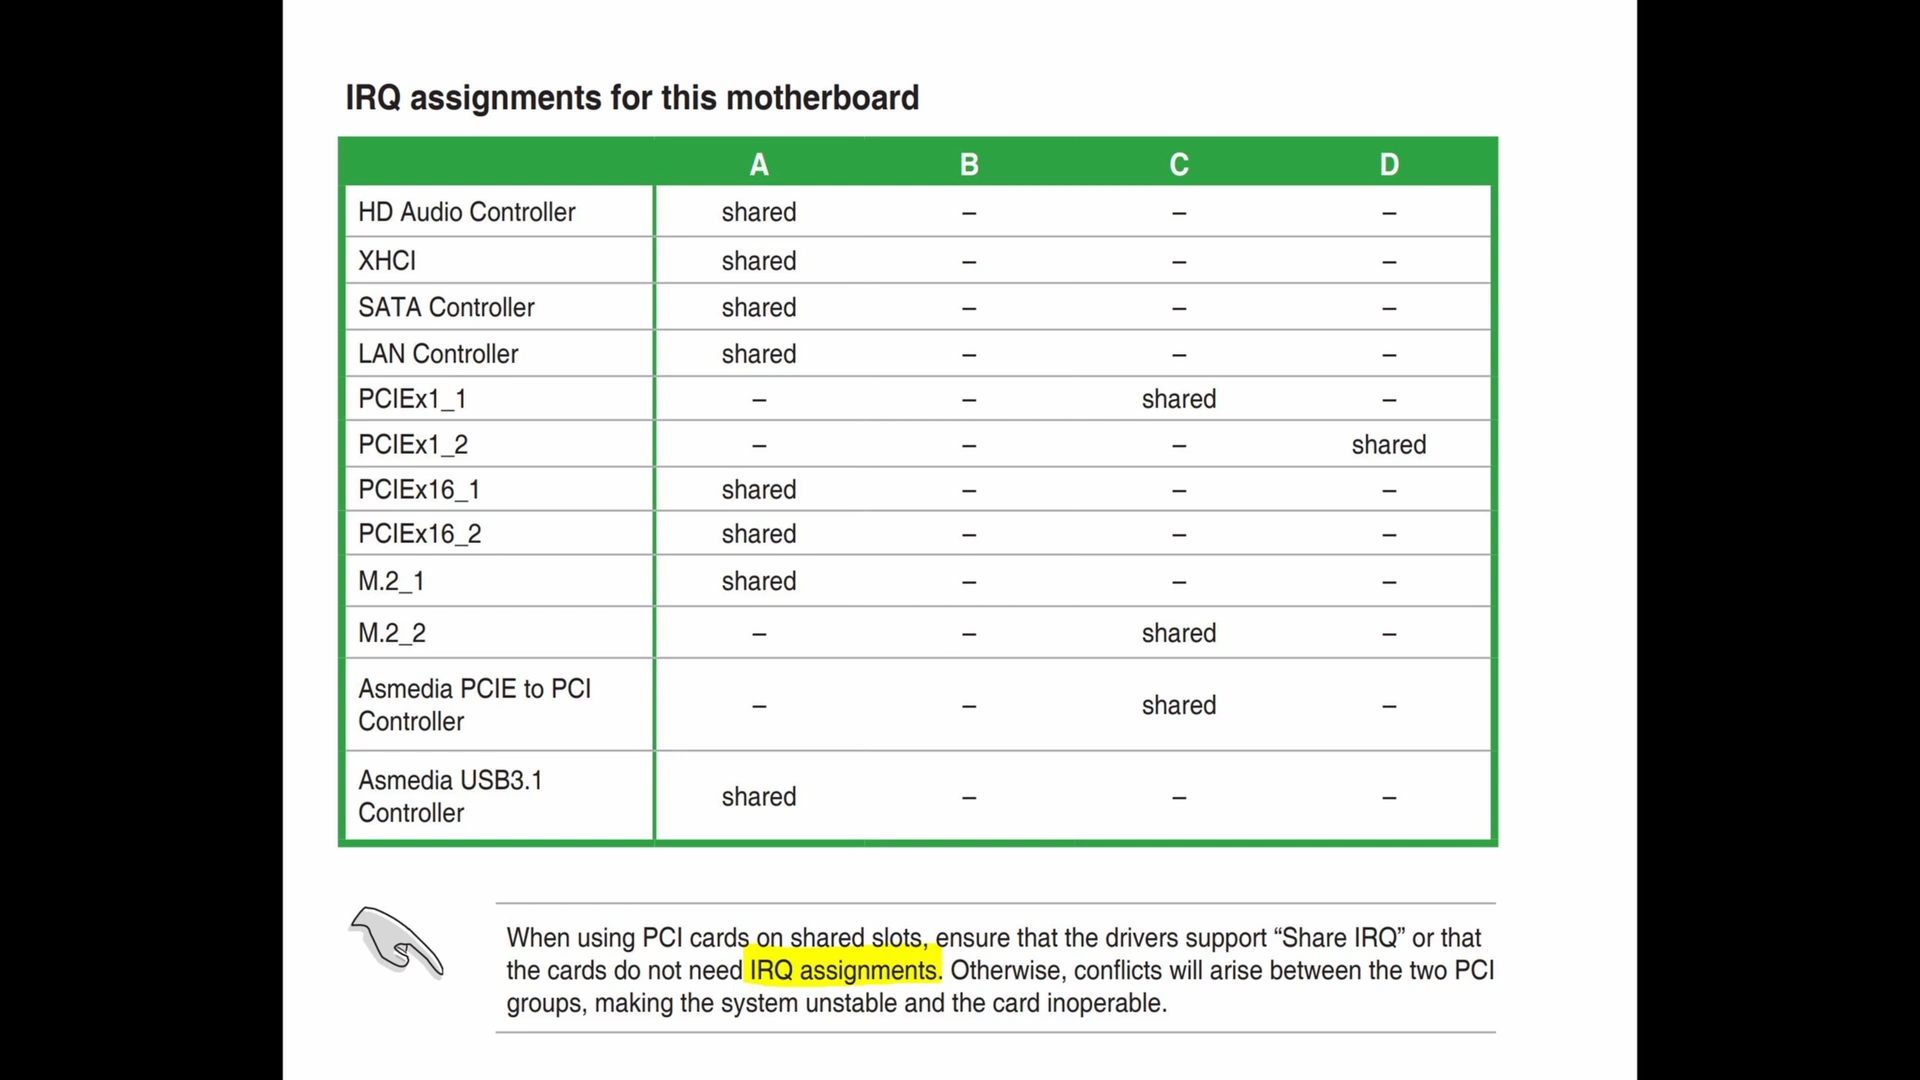 IRQ assignments for this motherboard
A B C D
HD Audio Controller shared – – –
XHCI shared – – –
SATA Controller shared – – –
LAN Controller shared – – –
PCIEx1_1 – – shared –
PCIEx1_2 – – – shared
PCIEx16_1 shared – – –
PCIEx16_2 shared – – –
M.2_1 shared – – –
M.2_2 – – shared –
Asmedia PCIE to PCI
Controller – – shared –
Asmedia USB3.1
Controller shared – – –
When using PCI cards on shared slots, ensure that the drivers support “Share IRQ” or that
the cards do not need IRQ assignments. Otherwise, conflicts will arise between the two PCI
groups, making the system unstable and the card inoperable.